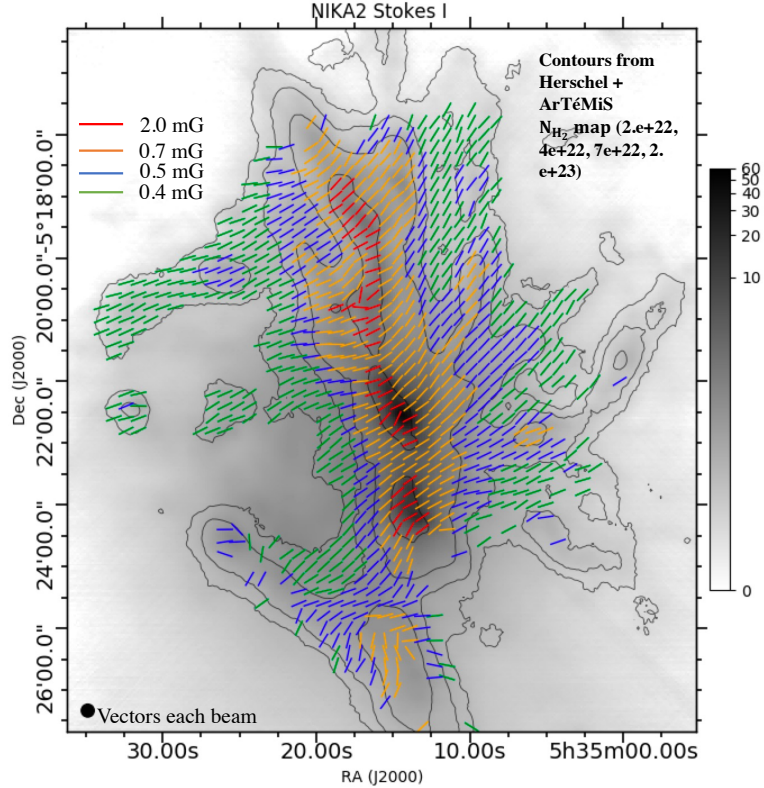 NIKA2 Stokes I
Contours from
Herschel +
ArTéMiS
N_H₂ map (2.e+22,
4e+22, 7e+22, 2.
e+23)
2.0 mG
0.7 mG
0.5 mG
0.4 mG
60
50
40
30
20
10
0
-5°18'00.0"
20'00.0"
22'00.0"
24'00.0"
26'00.0"
Dec (J2000)
Vectors each beam
30.00s
20.00s
10.00s
5h35m00.00s
RA (J2000)